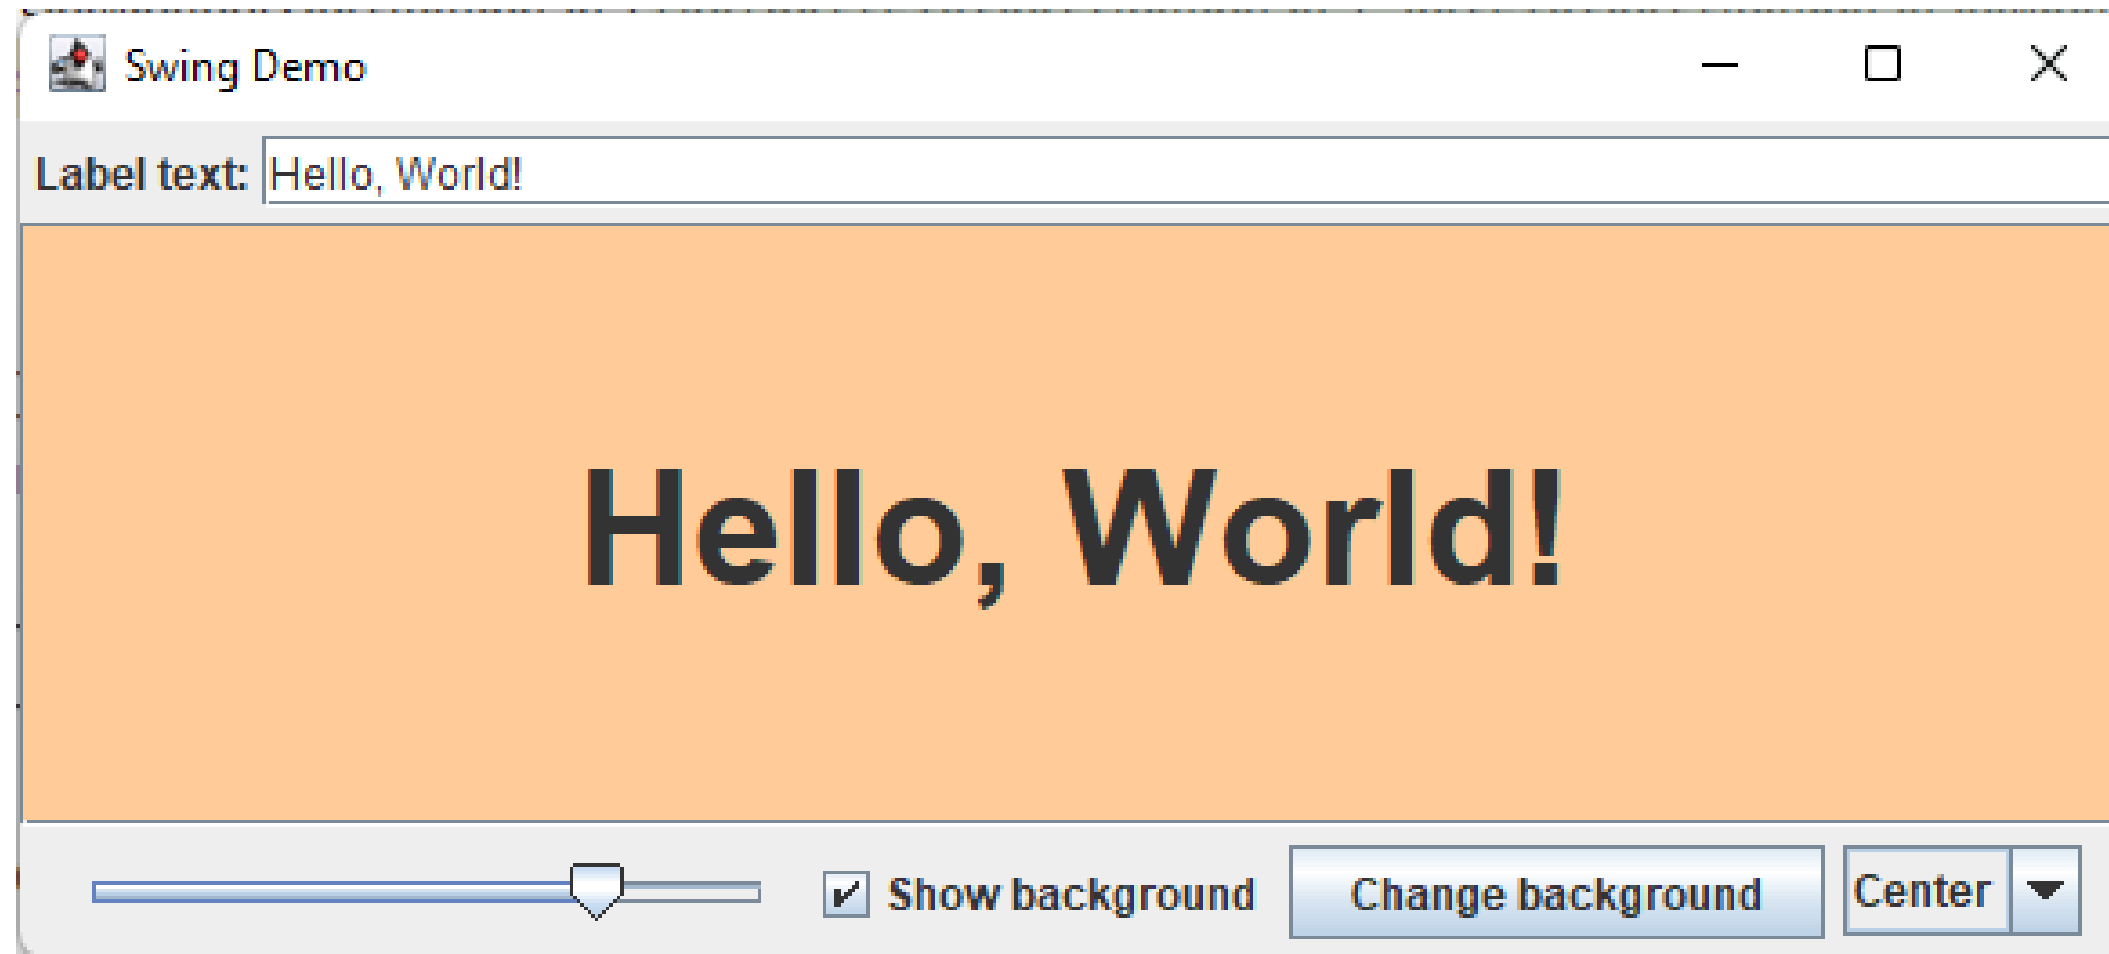 Swing Demo
Label text: Hello, World!
Hello, World!
Show background Change background Center